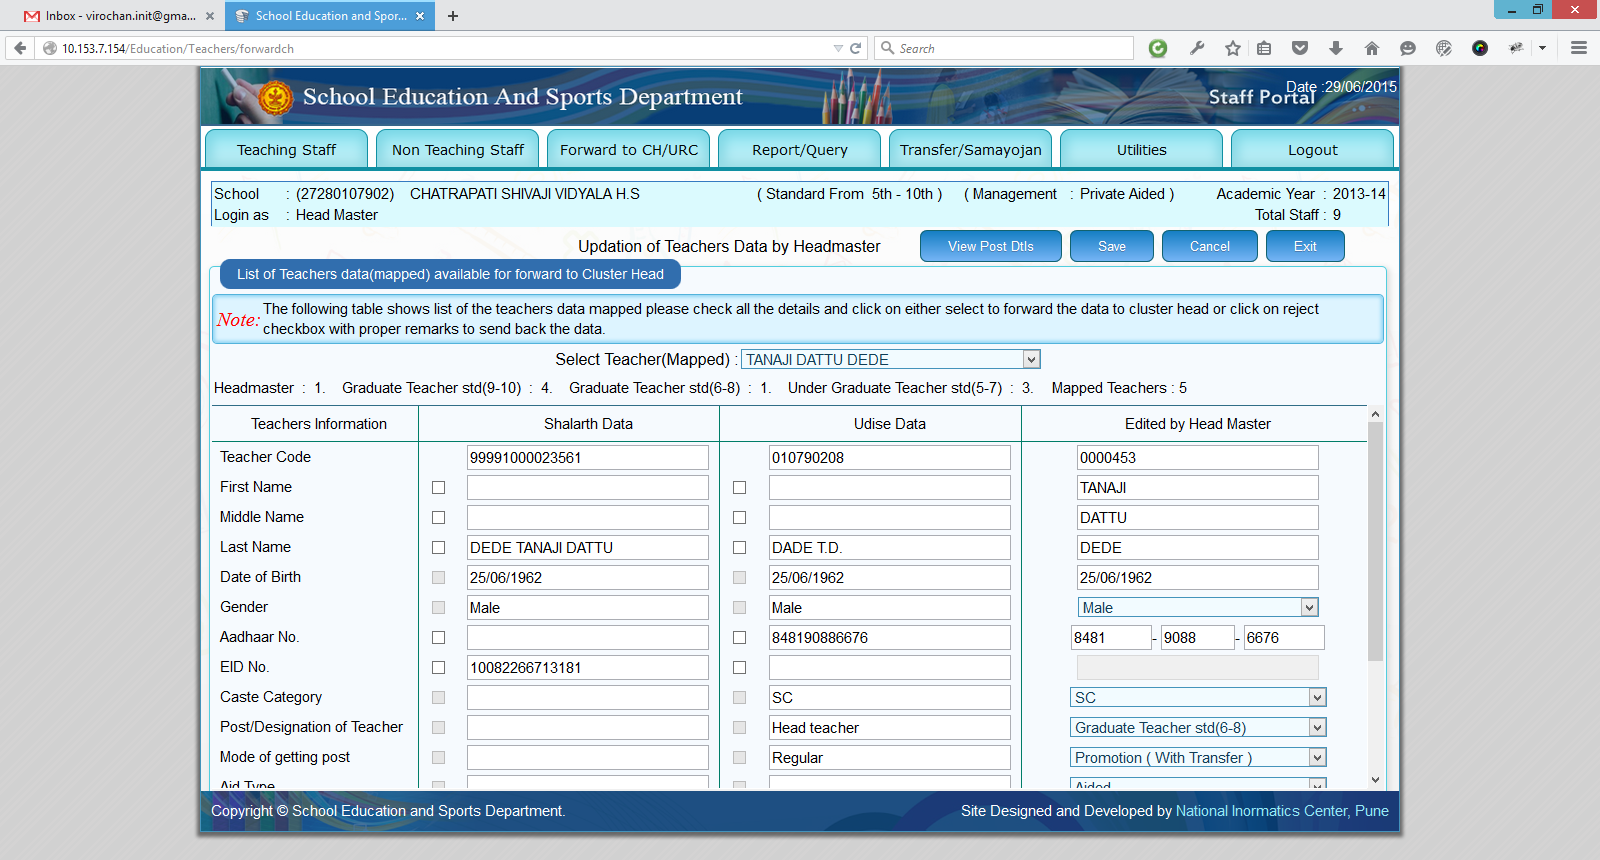 Inbox - virochan.init@gma...
School Education and Spor...
10.153.7.154/Education/Teachers/forwardch
Search
School Education And Sports Department
Date :29/06/2015
Staff Portal
Teaching Staff Non Teaching Staff Forward to CH/URC Report/Query Transfer/Samayojan Utilities Logout
School : (27280107902) CHATRAPATI SHIVAJI VIDYALA H.S ( Standard From 5th - 10th ) ( Management : Private Aided ) Academic Year : 2013-14
Login as : Head Master Total Staff : 9
Updation of Teachers Data by Headmaster View Post Dtls Save Cancel Exit
List of Teachers data(mapped) available for forward to Cluster Head
Note: The following table shows list of the teachers data mapped please check all the details and click on either select to forward the data to cluster head or click on reject
checkbox with proper remarks to send back the data.
Select Teacher(Mapped) : TANAJI DATTU DEDE
Headmaster : 1. Graduate Teacher std(9-10) : 4. Graduate Teacher std(6-8) : 1. Under Graduate Teacher std(5-7) : 3. Mapped Teachers : 5
Teachers Information Shalarth Data Udise Data Edited by Head Master
Teacher Code 99991000023561 010790208 0000453
First Name TANAJI
Middle Name DATTU
Last Name DEDE TANAJI DATTU DADE T.D. DEDE
Date of Birth 25/06/1962 25/06/1962 25/06/1962
Gender Male Male Male
Aadhaar No. 848190886676 8481 - 9088 - 6676
EID No. 10082266713181
Caste Category SC SC
Post/Designation of Teacher Head teacher Graduate Teacher std(6-8)
Mode of getting post Regular Promotion ( With Transfer )
Aid Type Aided
Copyright © School Education and Sports Department. Site Designed and Developed by National Inormatics Center, Pune